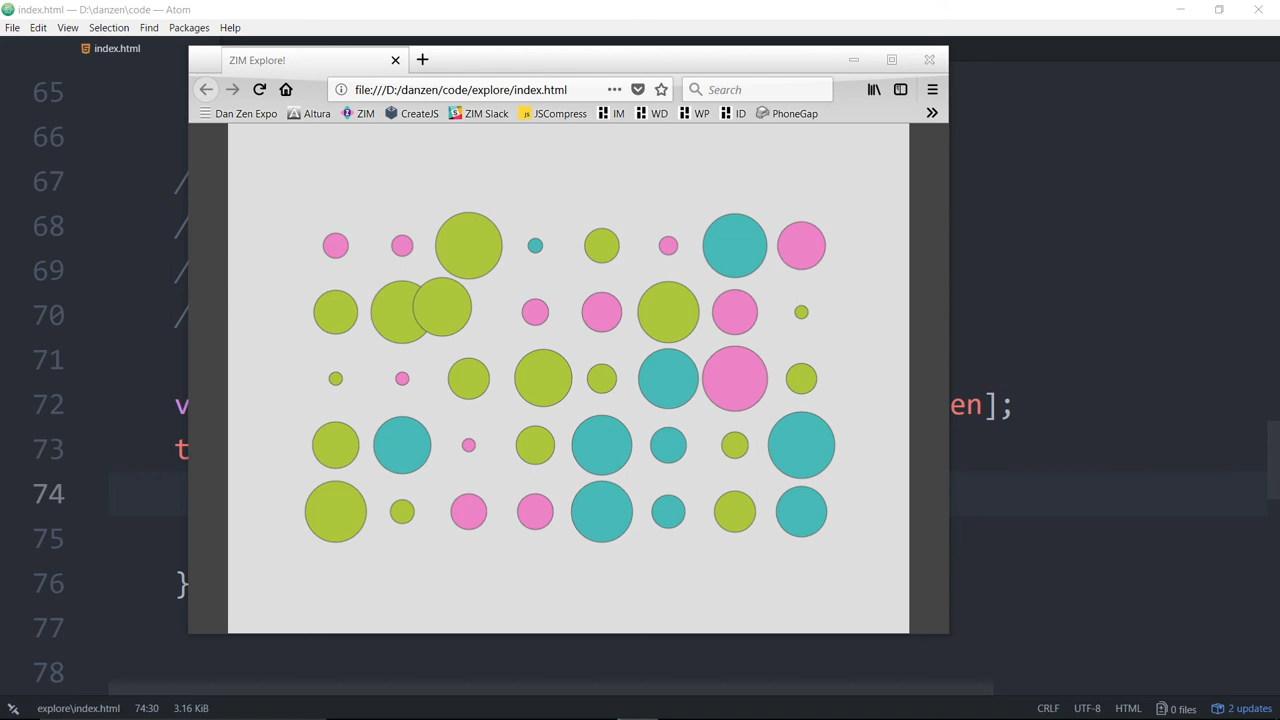 index.html — D:\danzen\code — Atom
File Edit View Selection Find Packages Help
index.html
ZIM Explore!
file:///D:/danzen/code/explore/index.html
Search
Dan Zen Expo Altura ZIM CreateJS ZIM Slack JSCompress IM WD WP ID PhoneGap
65
66
67 /
68 /
69 /
70 /
71
72 v en];
73 t
74
75
76 }
77
78
explore\index.html 74:30 3.16 KiB CRLF UTF-8 HTML 0 files 2 updates